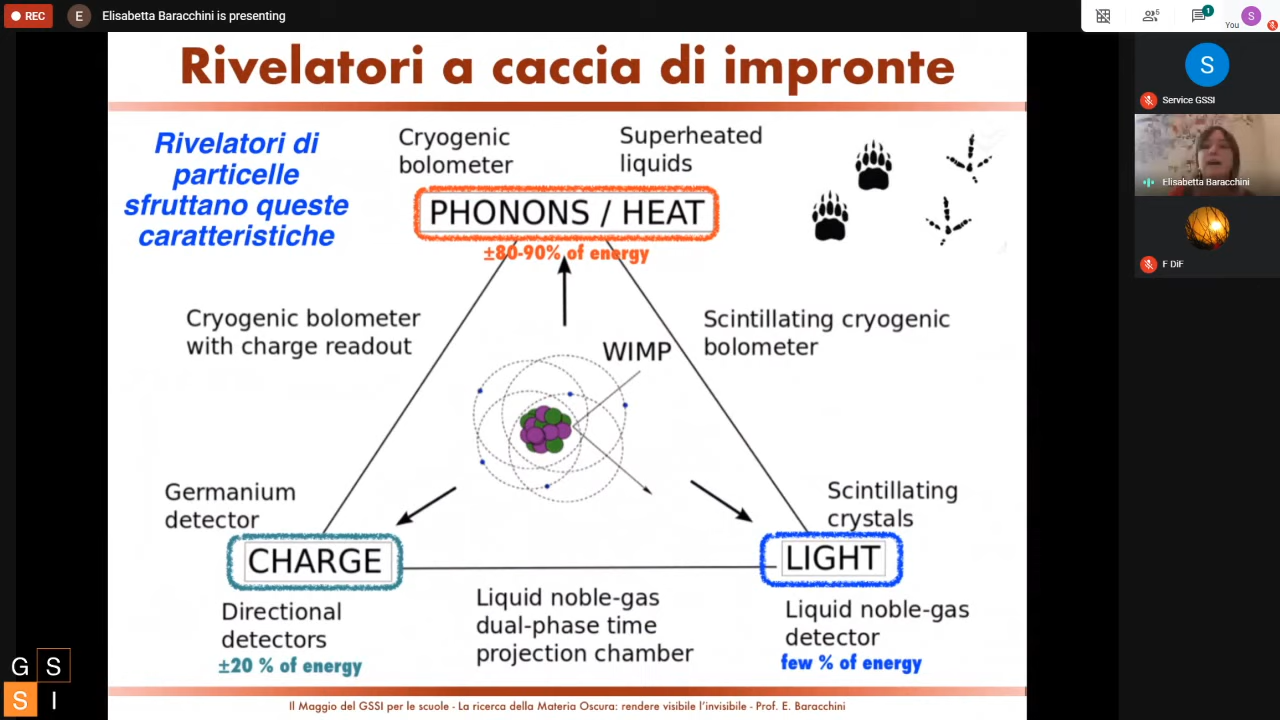 REC
E
Elisabetta Baracchini is presenting
6
1
You
S
Rivelatori a caccia di impronte
Rivelatori di
particelle
sfruttano queste
caratteristiche
Cryogenic
bolometer
Superheated
liquids
PHONONS / HEAT
±80-90% of energy
Cryogenic bolometer
with charge readout
Scintillating cryogenic
bolometer
WIMP
Germanium
detector
Scintillating
crystals
CHARGE
LIGHT
Directional
detectors
±20 % of energy
Liquid noble-gas
dual-phase time
projection chamber
Liquid noble-gas
detector
few % of energy
Il Maggio del GSSI per le scuole - La ricerca della Materia Oscura: rendere visibile l'invisibile - Prof. E. Baracchini
G S
S I
S
Service GSSI
Elisabetta Baracchini
F DiF